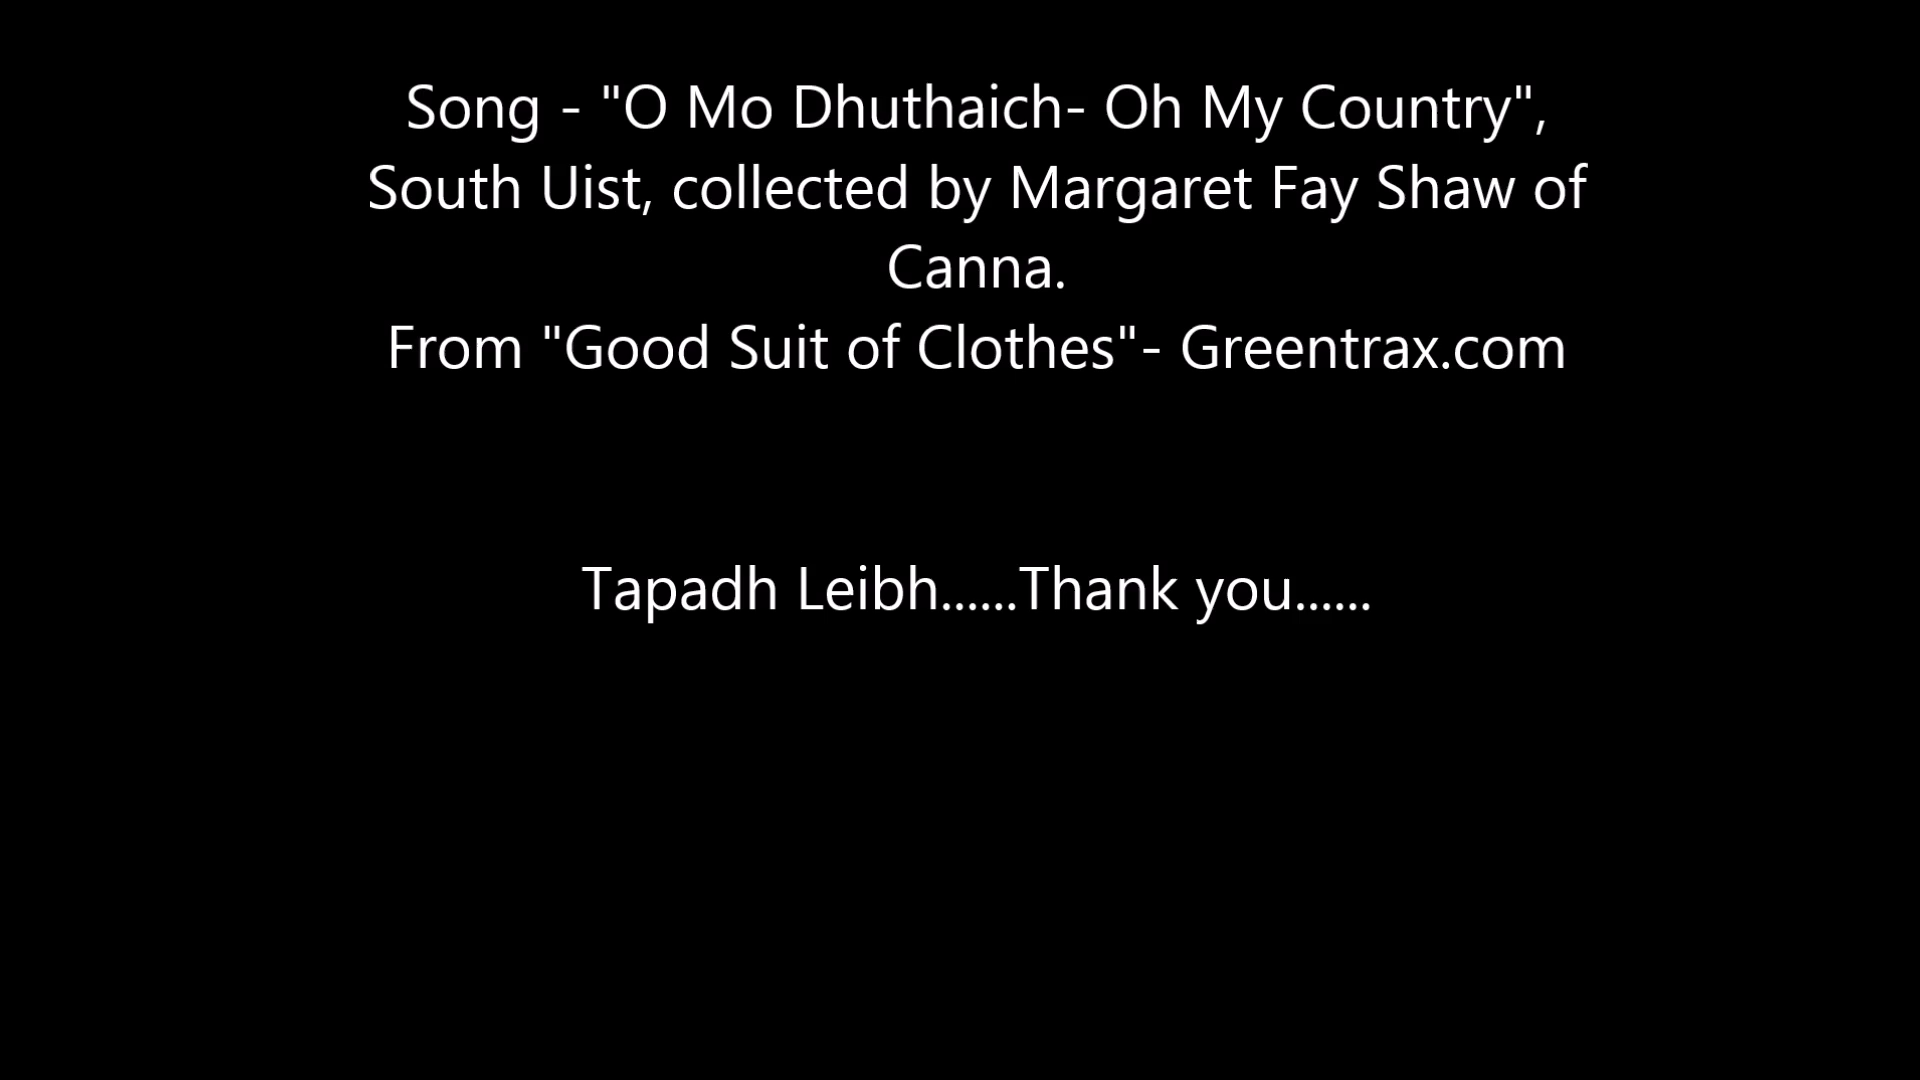 Song - "O Mo Dhuthaich- Oh My Country",
South Uist, collected by Margaret Fay Shaw of
Canna.
From "Good Suit of Clothes"- Greentrax.com
Tapadh Leibh......Thank you......